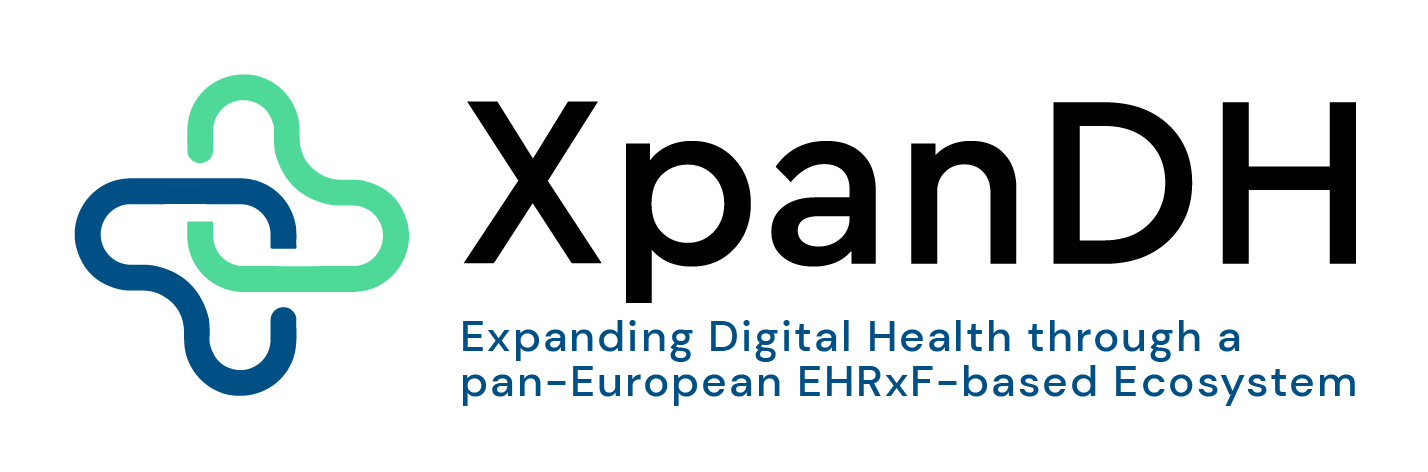 XpanDH
Expanding Digital Health through a
pan-European EHRxF-based Ecosystem